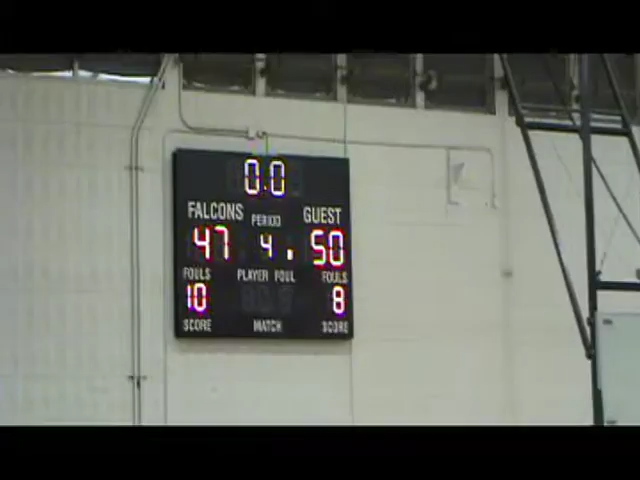 0.0
FALCONS PERIOD GUEST
47 4. 50
FOULS PLAYER FOUL FOULS
10 8
SCORE MATCH SCORE